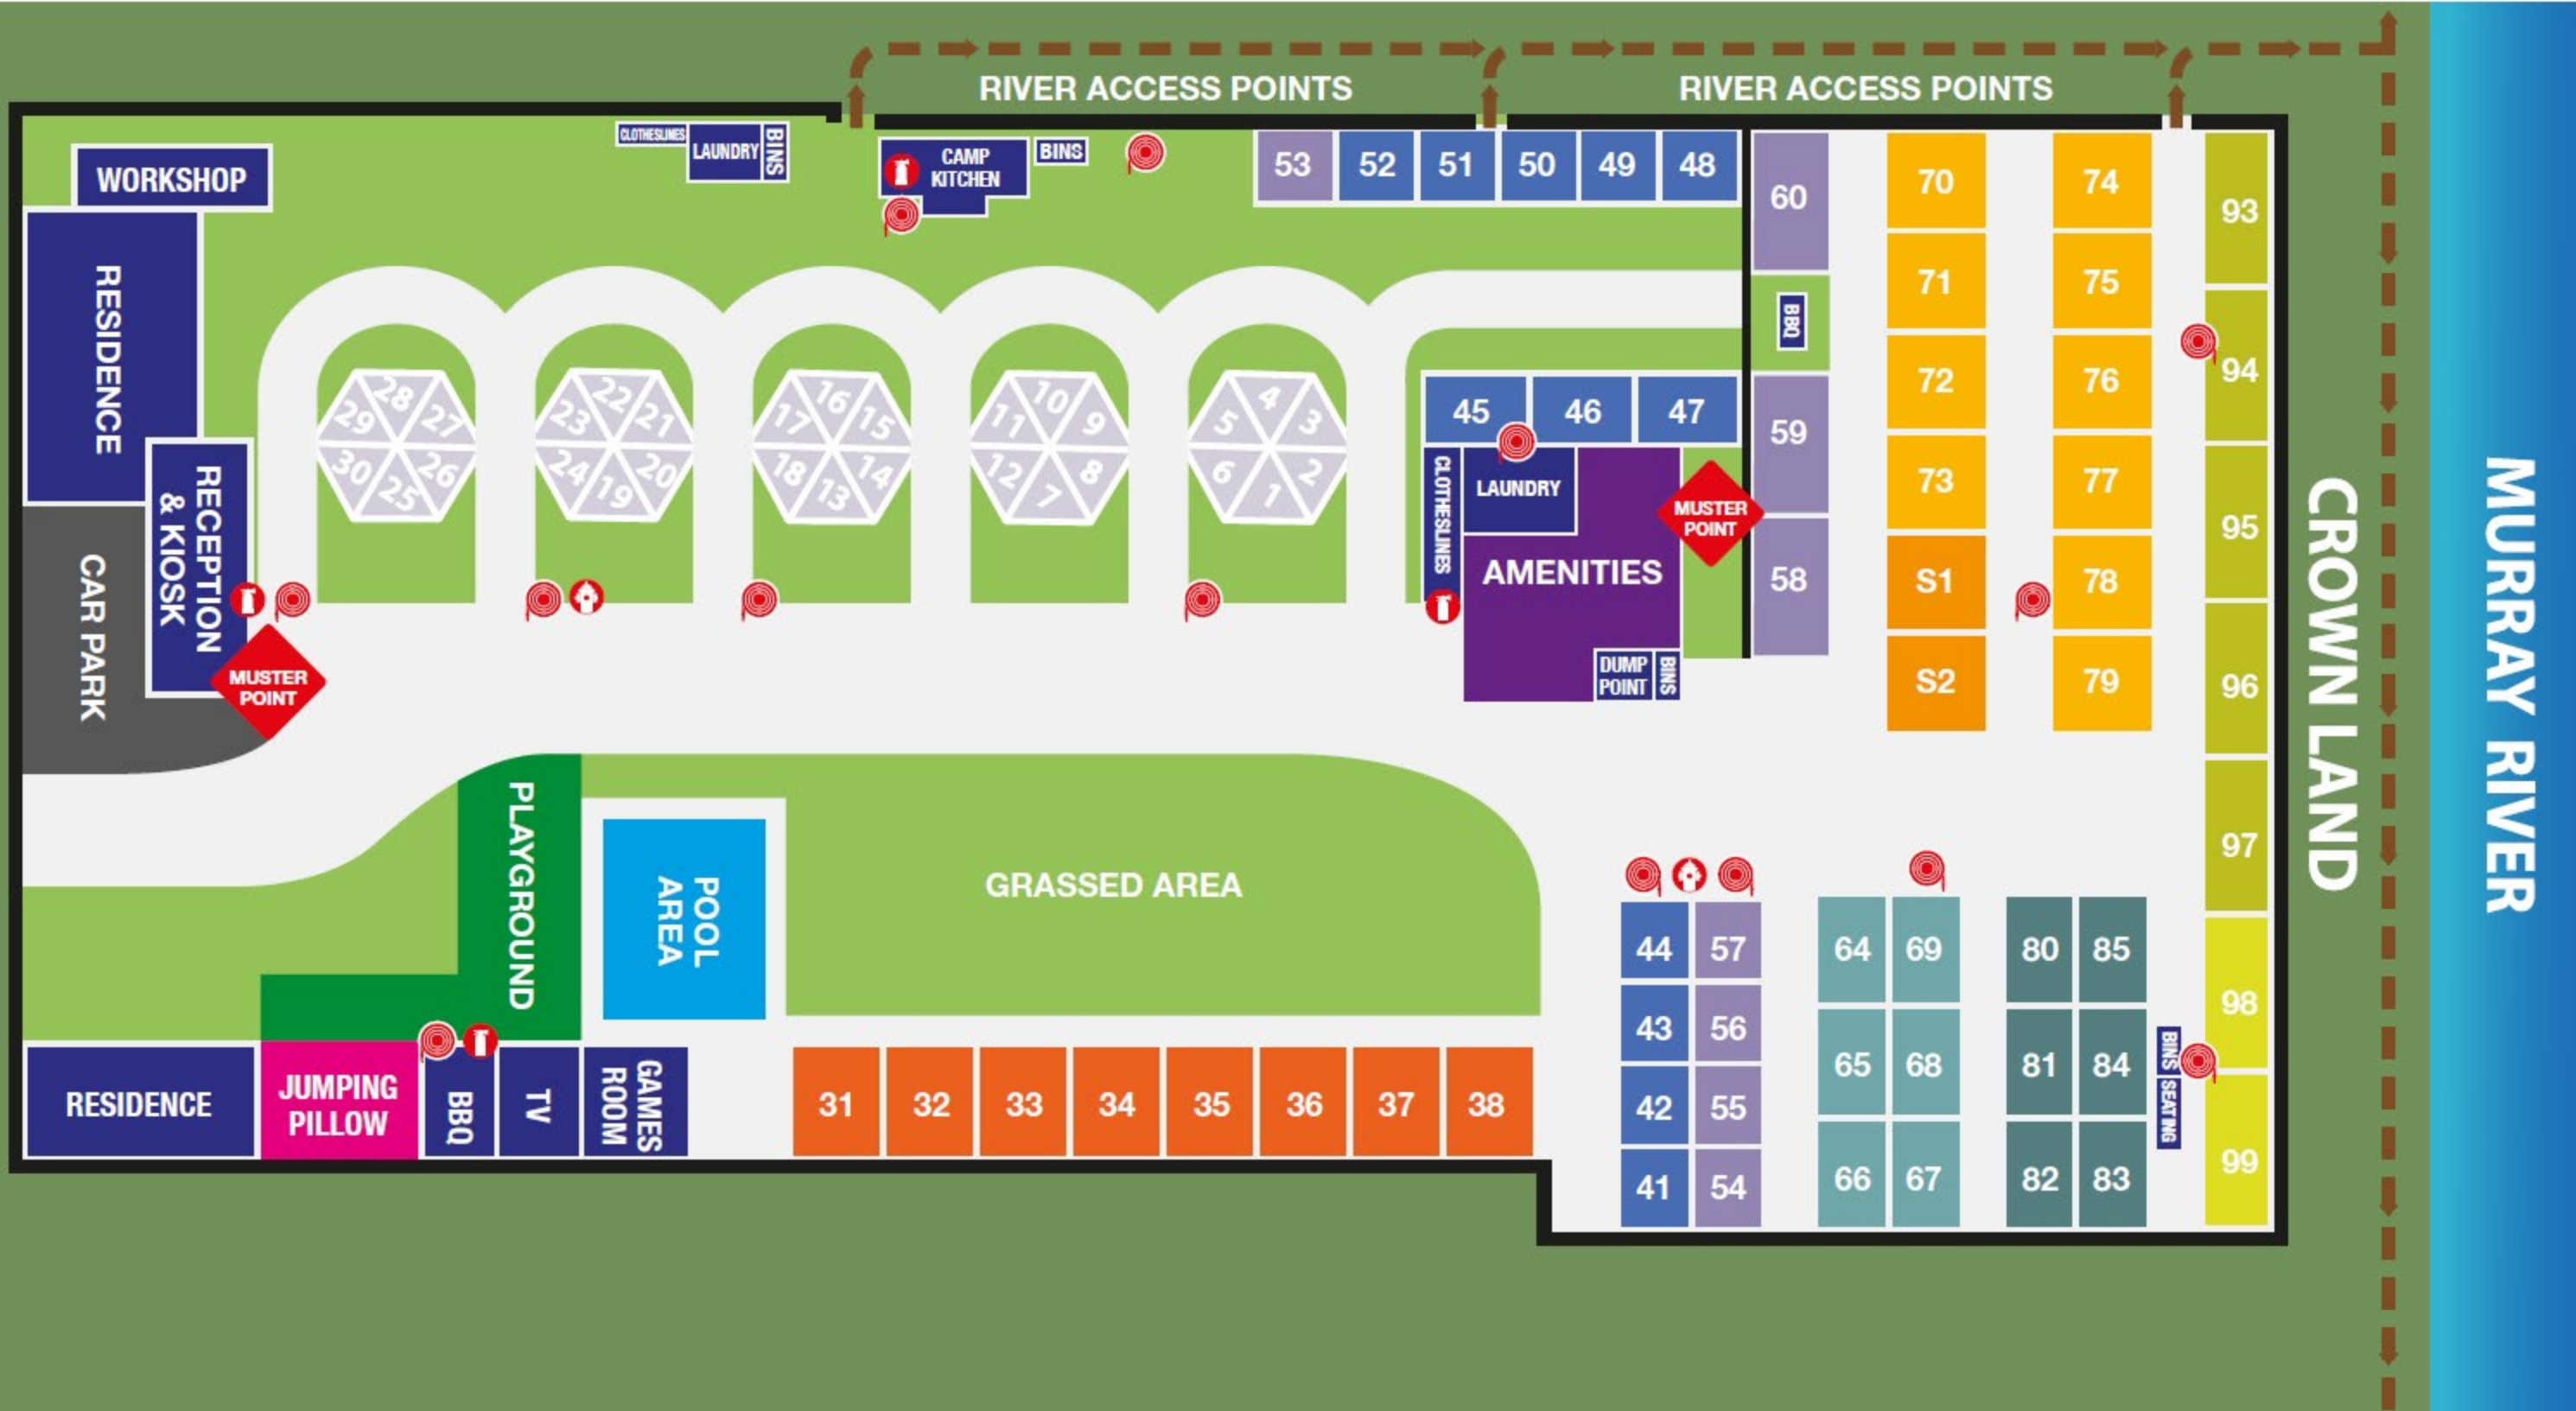 RIVER ACCESS POINTS
RIVER ACCESS POINTS
WORKSHOP
CLOTHESLINES
LAUNDRY
BINS
CAMP
KITCHEN
BINS
53
52
51
50
49
48
60
BBQ
59
58
70
71
72
73
S1
S2
74
75
76
77
78
79
93
94
95
96
97
98
99
RESIDENCE
RECEPTION
& KIOSK
CAR PARK
MUSTER
POINT
28
27
26
25
30
29
22
21
20
19
24
23
16
15
14
13
18
17
10
9
8
7
12
11
4
3
2
1
6
5
45
46
47
CLOTHESLINES
LAUNDRY
AMENITIES
MUSTER
POINT
DUMP
POINT
BINS
CROWN LAND
MURRAY RIVER
PLAYGROUND
POOL
AREA
GRASSED AREA
RESIDENCE
JUMPING
PILLOW
BBQ
TV
GAMES
ROOM
31
32
33
34
35
36
37
38
44
57
43
56
42
55
41
54
64
69
65
68
66
67
80
85
81
84
82
83
BINS
SEATING